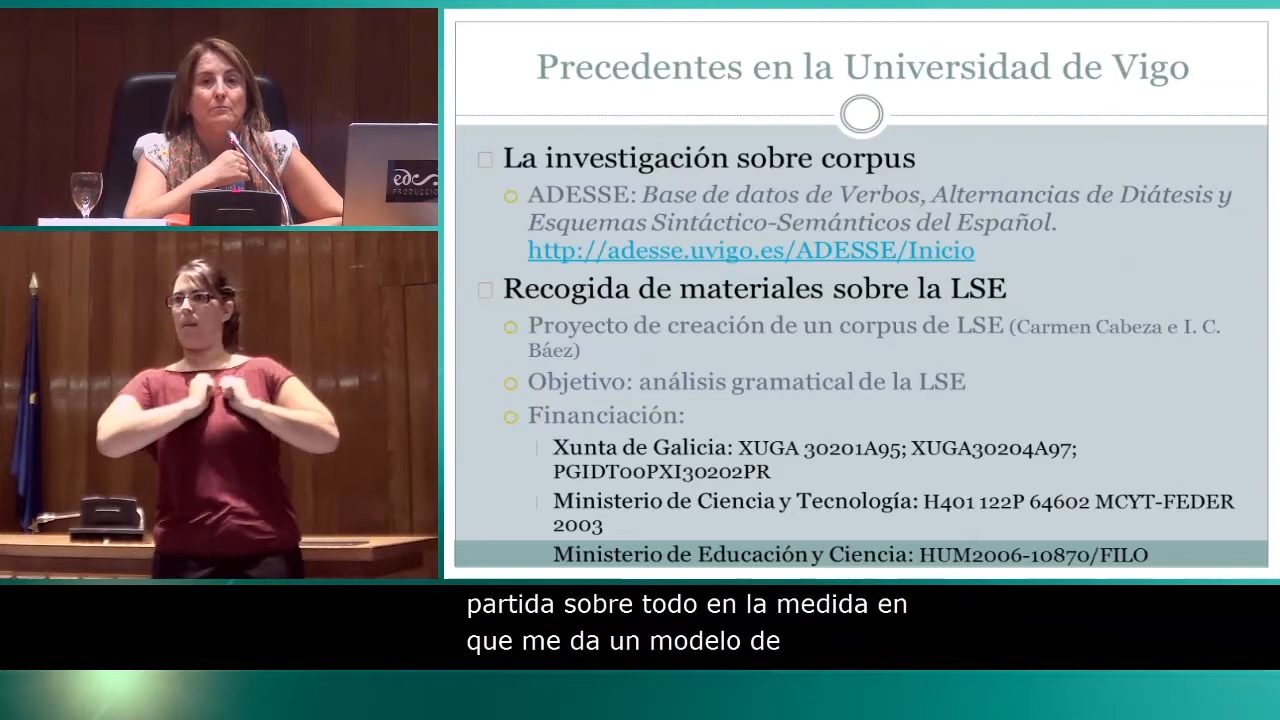 Precedentes en la Universidad de Vigo
La investigación sobre corpus
ADESSE: Base de datos de Verbos, Alternancias de Diátesis y
Esquemas Sintáctico-Semánticos del Español.
http://adesse.uvigo.es/ADESSE/Inicio
Recogida de materiales sobre la LSE
Proyecto de creación de un corpus de LSE (Carmen Cabeza e I. C.
Báez)
Objetivo: análisis gramatical de la LSE
Financiación:
Xunta de Galicia: XUGA 30201A95; XUGA30204A97;
PGIDT00PXI30202PR
Ministerio de Ciencia y Tecnología: H401 122P 64602 MCYT-FEDER
2003
Ministerio de Educación y Ciencia: HUM2006-10870/FILO
partida sobre todo en la medida en
que me da un modelo de